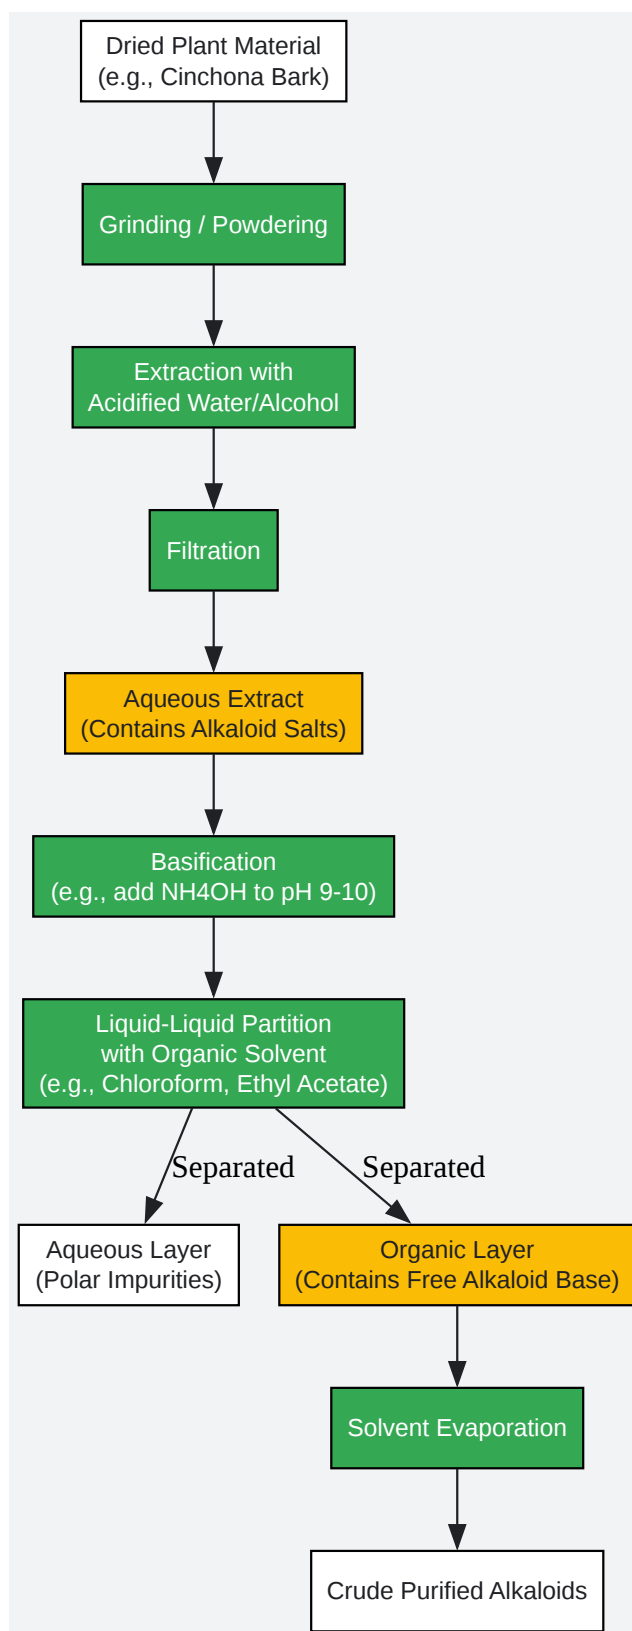 Dried Plant Material
(e.g., Cinchona Bark)
Grinding / Powdering
Extraction with
Acidified Water/Alcohol
Filtration
Aqueous Extract
(Contains Alkaloid Salts)
Basification
(e.g., add NH4OH to pH 9-10)
Liquid-Liquid Partition
with Organic Solvent
(e.g., Chloroform, Ethyl Acetate)
Separated
Separated
Aqueous Layer
(Polar Impurities)
Organic Layer
(Contains Free Alkaloid Base)
Solvent Evaporation
Crude Purified Alkaloids